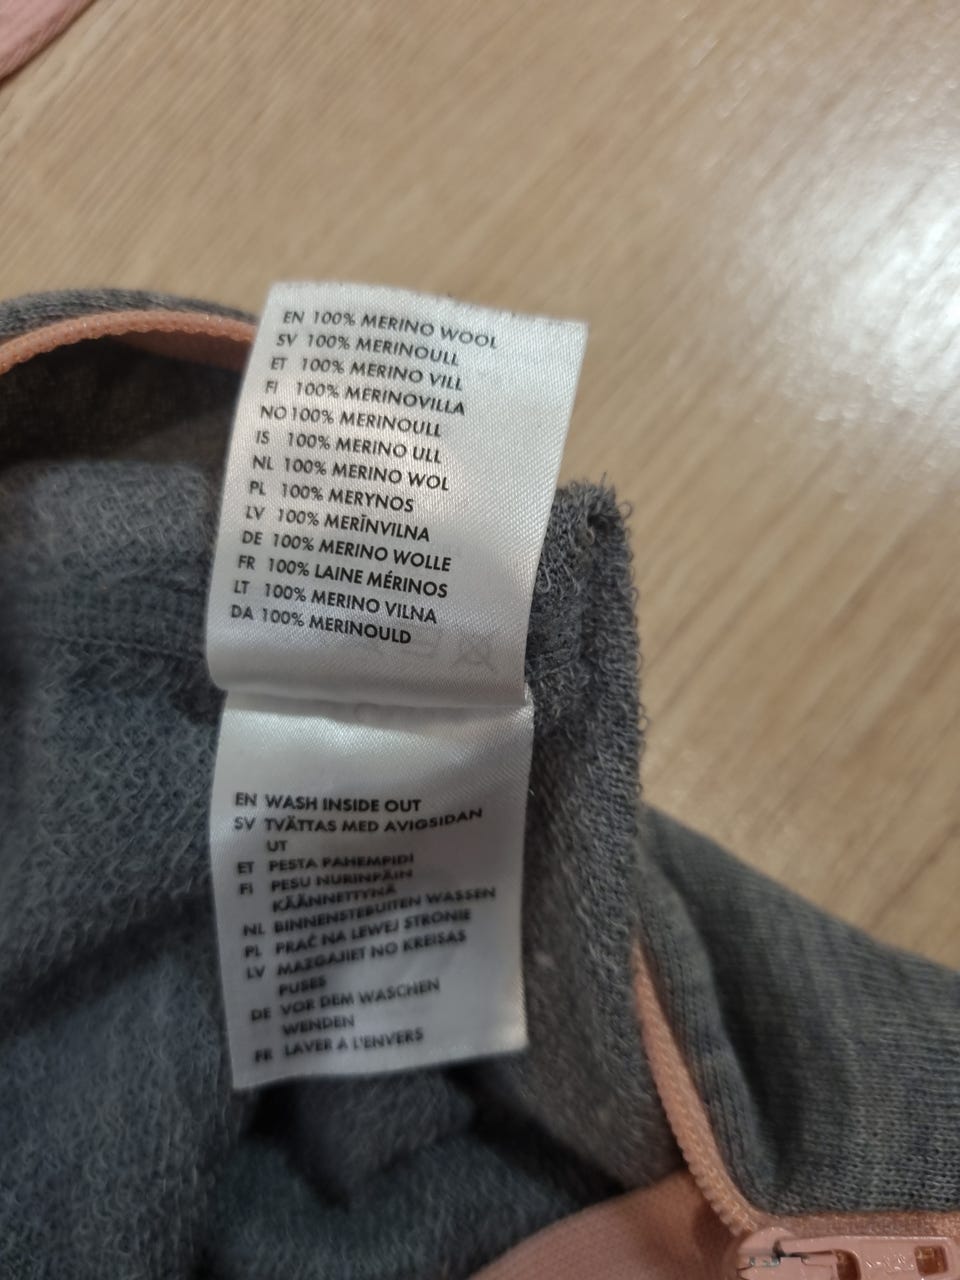 EN 100% MERINO WOOL
SV 100% MERINOULL
ET 100% MERINO VILL
FI 100% MERINOVILLA
NO 100% MERINOULL
IS 100% MERINO ULL
NL 100% MERINO WOL
PL 100% MERYNOS
LV 100% MERĪNVILNA
DE 100% MERINO WOLLE
FR 100% LAINE MÉRINOS
LT 100% MERINO VILNA
DA 100% MERINOULD
EN WASH INSIDE OUT
SV TVÄTTAS MED AVIGSIDAN
UT
ET PESTA PAHEMPIDI
FI PESU NURINPÄIN
KÄÄNNETTYNÄ
NL BINNENSTEBUITEN WASSEN
PL PRAĆ NA LEWEJ STRONIE
LV MAZGAJIET NO KREISAS
PUSES
DE VOR DEM WASCHEN
WENDEN
FR LAVER A L'ENVERS